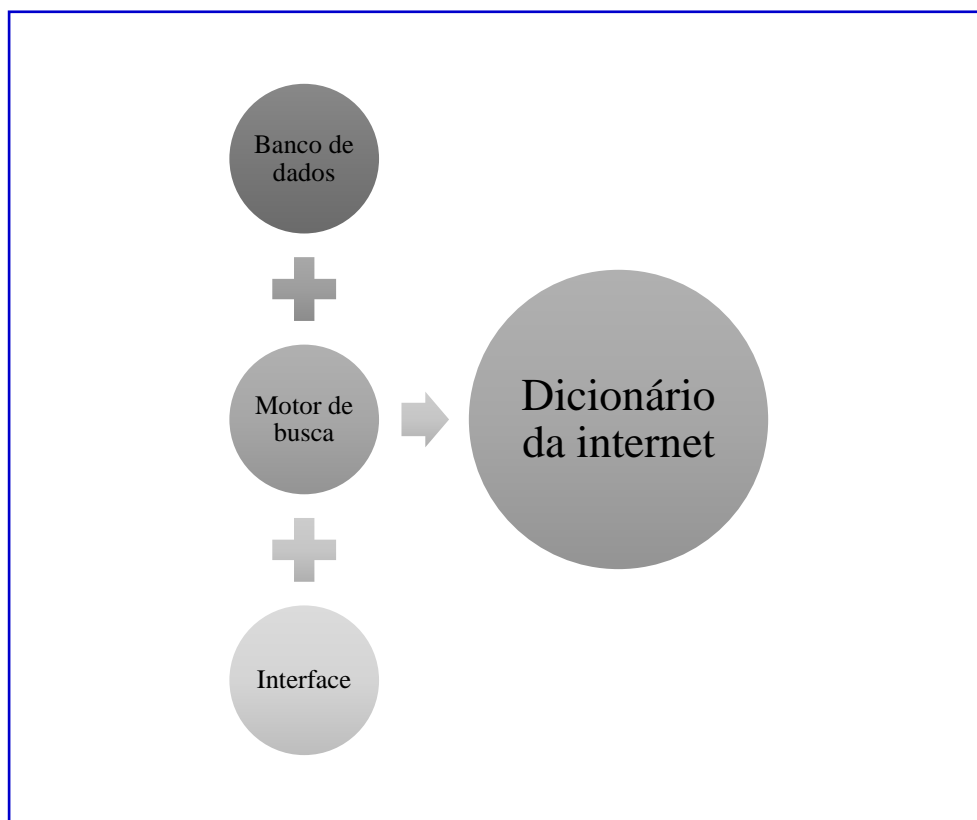 Banco de
dados
Motor de
busca
Dicionário
da internet
Interface